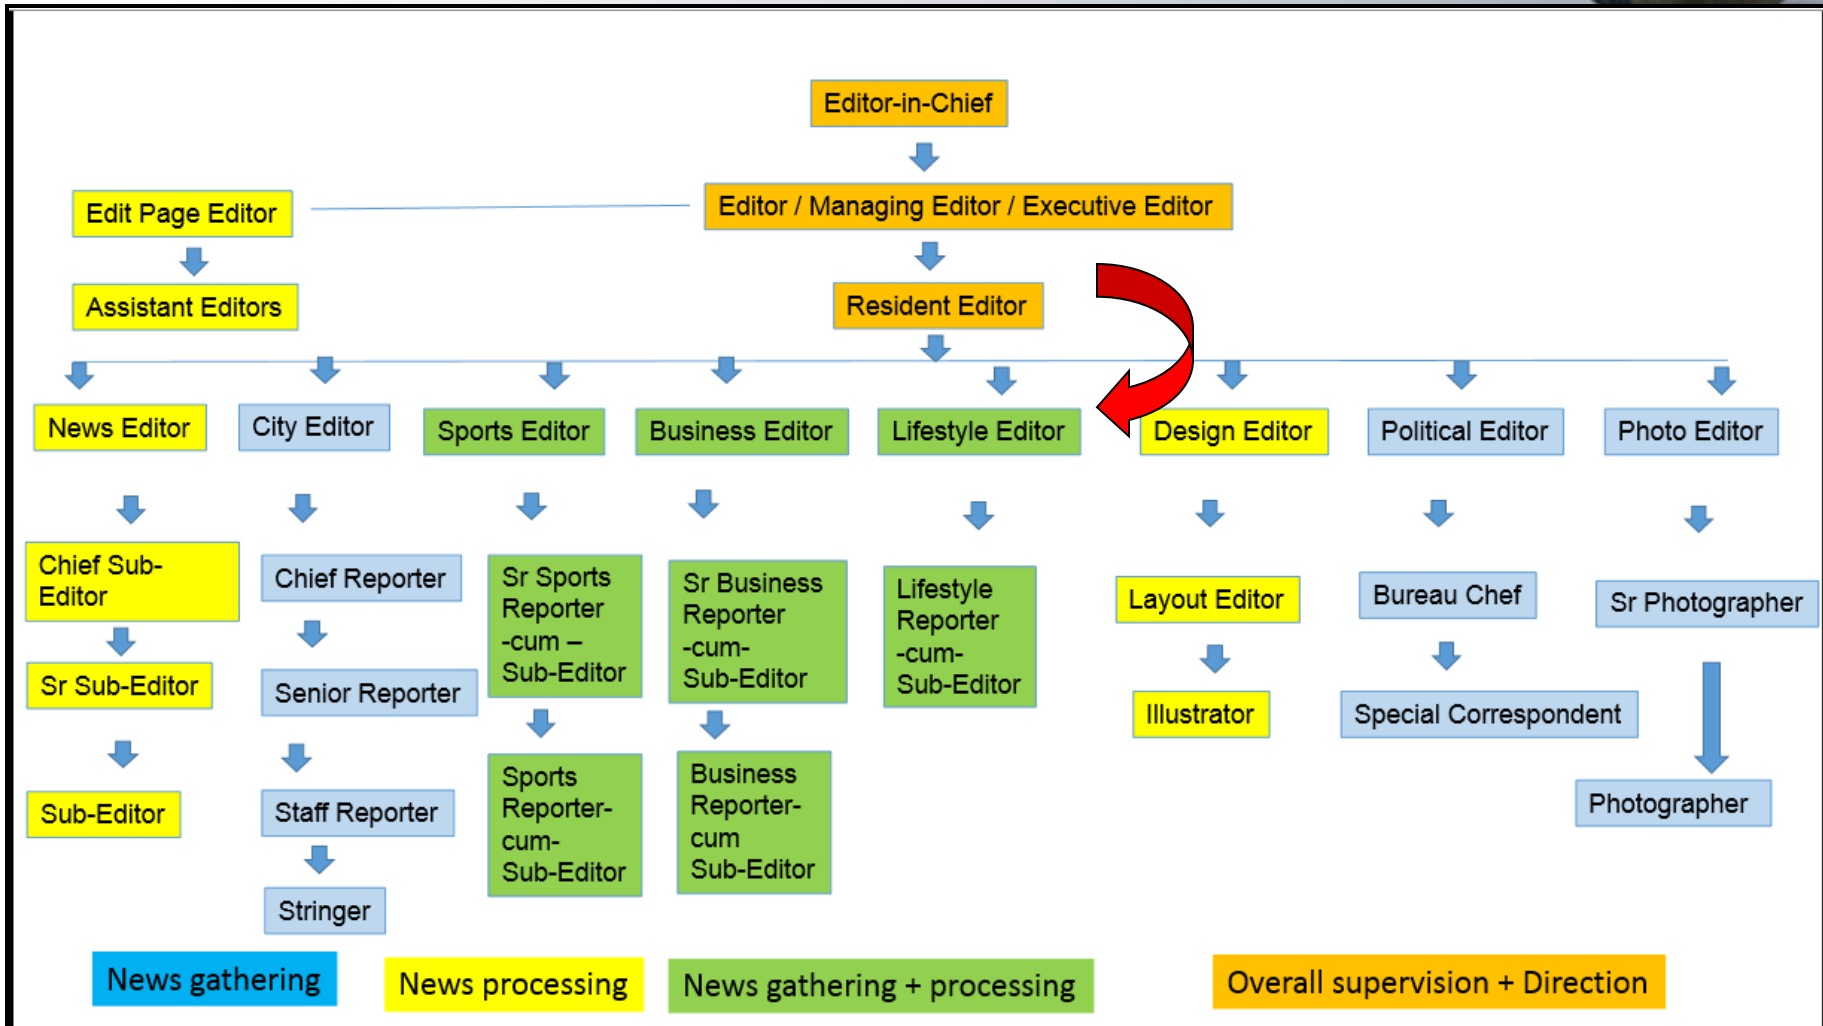 Editor-in-Chief
Edit Page Editor
Editor / Managing Editor / Executive Editor
Assistant Editors
Resident Editor
News Editor
City Editor
Sports Editor
Business Editor
Lifestyle Editor
Design Editor
Political Editor
Photo Editor
Chief Sub-
Editor
Sr Sub-Editor
Sub-Editor
Chief Reporter
Senior Reporter
Staff Reporter
Stringer
Sr Sports
Reporter
-cum –
Sub-Editor
Sports
Reporter-
cum-
Sub-Editor
Sr Business
Reporter
-cum-
Sub-Editor
Business
Reporter-
cum
Sub-Editor
Lifestyle
Reporter
-cum-
Sub-Editor
Layout Editor
Illustrator
Bureau Chef
Special Correspondent
Sr Photographer
Photographer
News gathering
News processing
News gathering + processing
Overall supervision + Direction